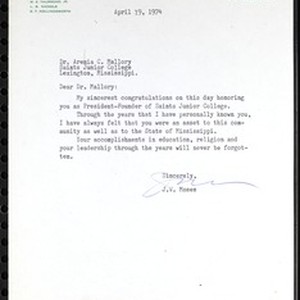 April 19, 1974
Dr. Arenia C. Mallory
Saints Junior College
Lexington, Mississippi.
Dear Dr. Mallory:
My sincerest congratulations on this day honoring
you as President-Founder of Saints Junior College.
Through the years that I have personally known you,
I have always felt that you were an asset to this com-
munity as well as to the State of Mississippi.
Your accomplishments in education, religion and
your leadership through the years will never be forgot-
ten.
Sincerely,
J.V.